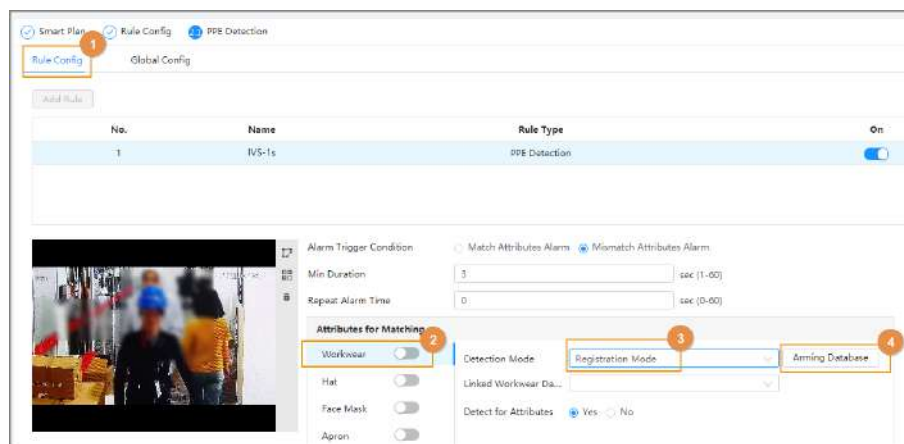 Smart Plan Rule Config PPE Detection
1
Rule Config Global Config
Add Rule
No. Name Rule Type On
1 IVS-1s PPE Detection
Alarm Trigger Condition Match Attributes Alarm Mismatch Attributes Alarm
Min Duration 3 sec (1-60)
Repeat Alarm Time 0 sec (0-60)
Attributes for Matching
2 3 4
Workwear Detection Mode Registration Mode Arming Database
Hat Linked Workwear Da...
Face Mask Detect for Attributes Yes No
Apron